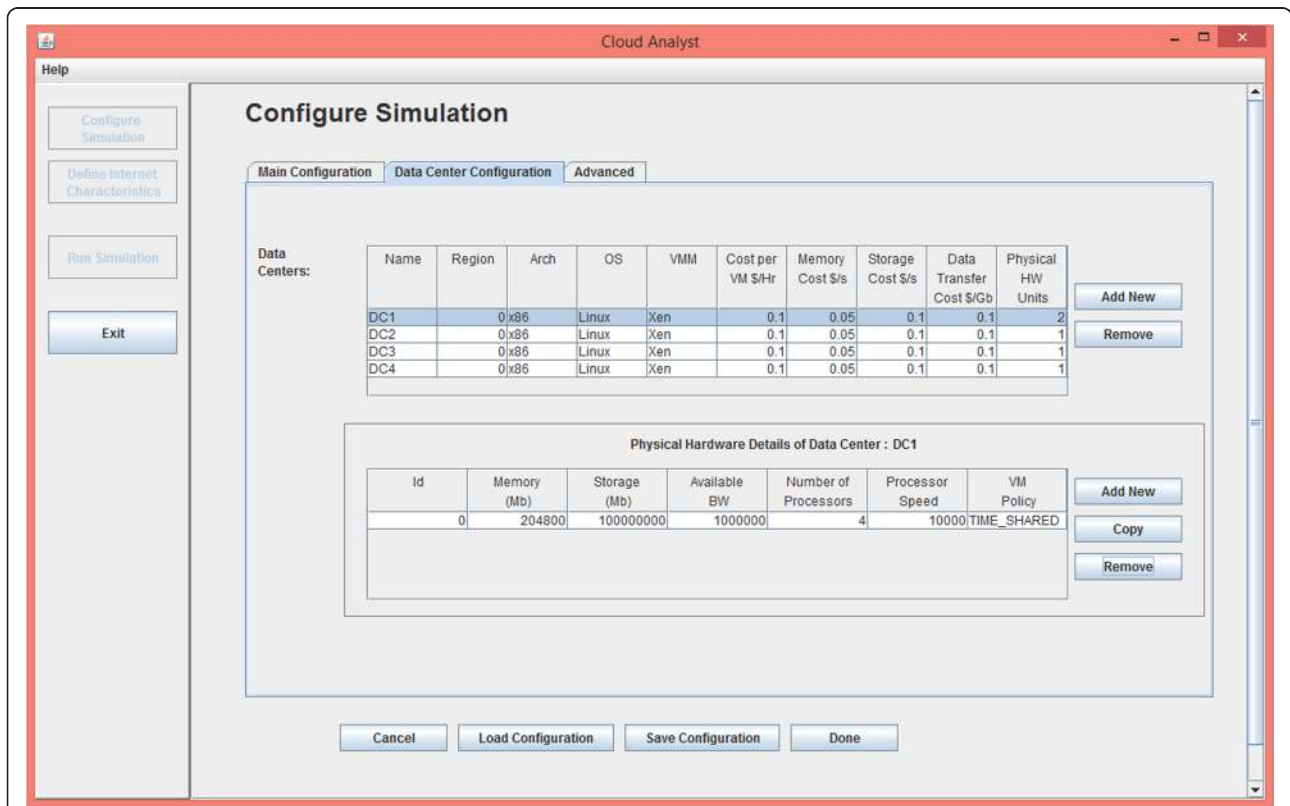 Cloud Analyst
Help
Configure
Simulation
Define Internet
Characteristics
Run Simulation
Exit
Configure Simulation
Main Configuration Data Center Configuration Advanced
Data
Centers:
Name Region Arch OS VMM Cost per Memory Storage Data Physical
VM $/Hr Cost $/s Cost $/s Transfer HW
Cost $/Gb Units
DC1 0 x86 Linux Xen 0.1 0.05 0.1 0.1 2
DC2 0 x86 Linux Xen 0.1 0.05 0.1 0.1 1
DC3 0 x86 Linux Xen 0.1 0.05 0.1 0.1 1
DC4 0 x86 Linux Xen 0.1 0.05 0.1 0.1 1
Add New
Remove
Physical Hardware Details of Data Center : DC1
Id Memory Storage Available Number of Processor VM
(Mb) (Mb) BW Processors Speed Policy
0 204800 100000000 1000000 4 10000 TIME_SHARED
Add New
Copy
Remove
Cancel Load Configuration Save Configuration Done